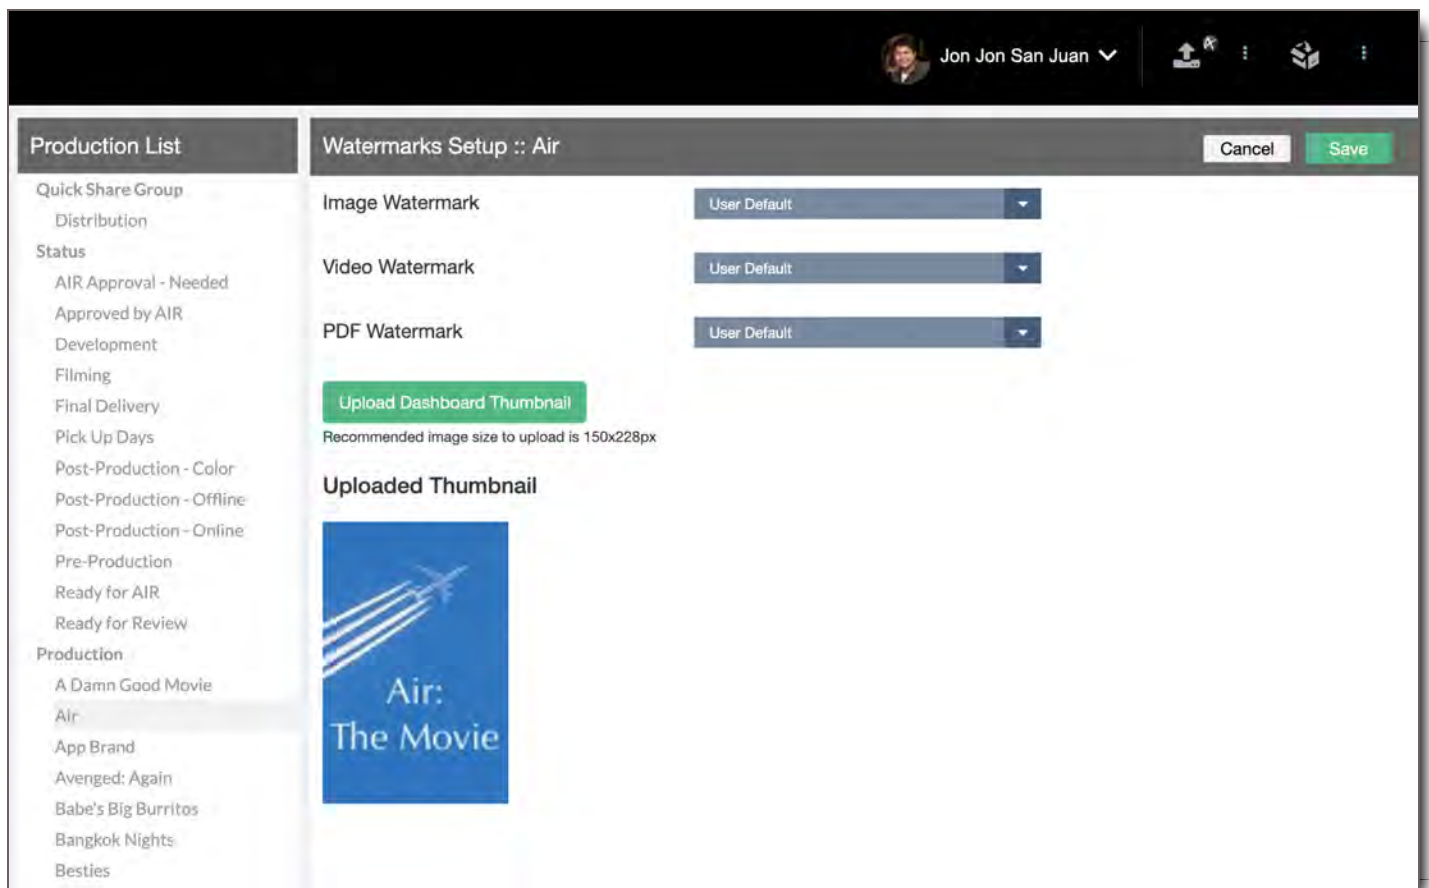 Jon Jon San Juan
Production List
Watermarks Setup :: Air
Cancel
Save
Quick Share Group
Distribution
Status
AIR Approval - Needed
Approved by AIR
Development
Filming
Final Delivery
Pick Up Days
Post-Production - Color
Post-Production - Offline
Post-Production - Online
Pre-Production
Ready for AIR
Ready for Review
Production
A Damn Good Movie
Air
App Brand
Avenged: Again
Babe's Big Burritos
Bangkok Nights
Besties
Image Watermark
User Default
Video Watermark
User Default
PDF Watermark
User Default
Upload Dashboard Thumbnail
Recommended image size to upload is 150x228px
Uploaded Thumbnail
Air:
The Movie